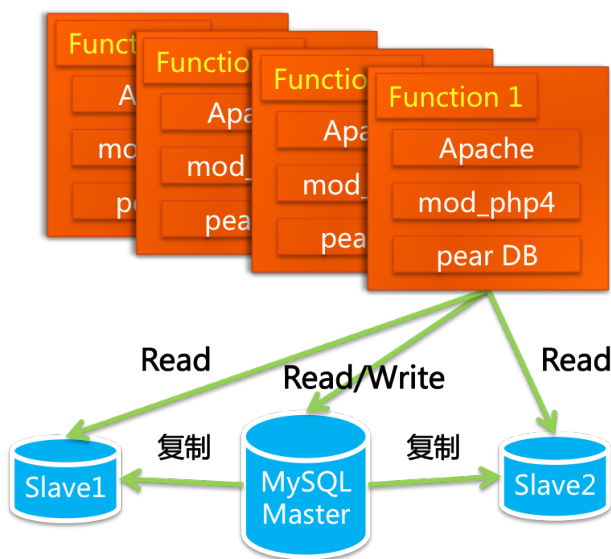 Function 1
Apache
mod_php4
pear DB
Read
Read/Write
Read
复制
复制
Slave1
MySQL
Master
Slave2